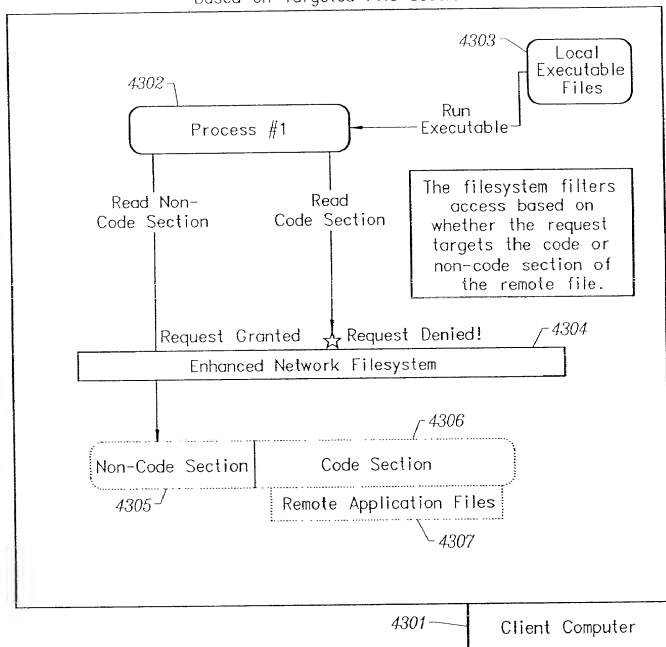 Based on Targeted File Section
4303
Local
Executable
Files
4302
Process #1
Run
Executable
Read Non-
Code Section
Read
Code Section
The filesystem filters
access based on
whether the request
targets the code or
non-code section of
the remote file.
Request Granted
Request Denied!
4304
Enhanced Network Filesystem
4306
Non-Code Section
Code Section
4305
Remote Application Files
4307
4301
Client Computer